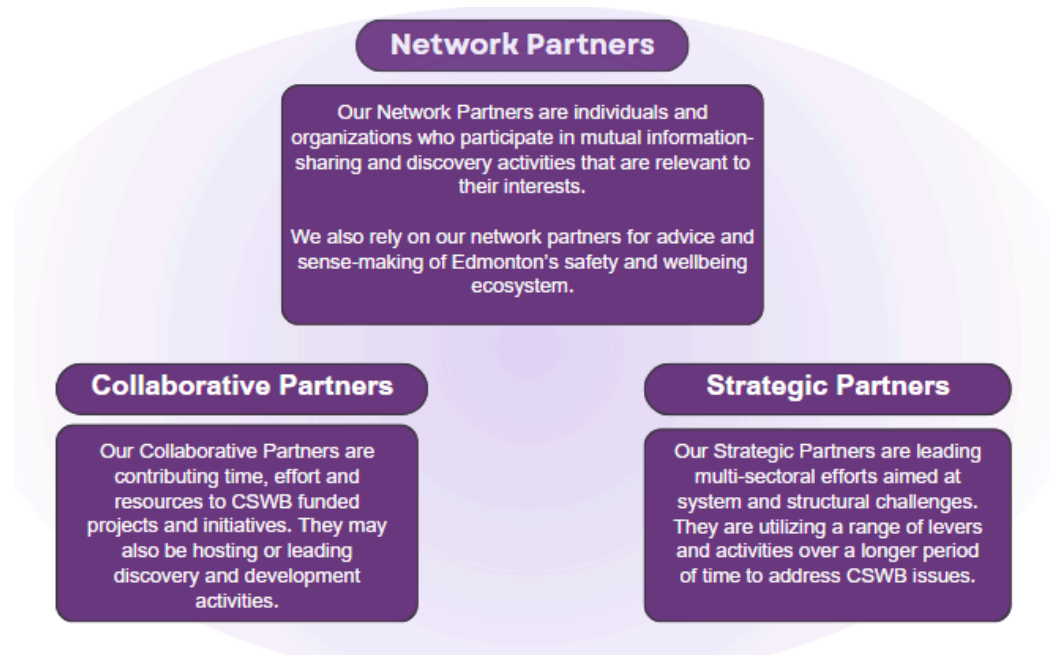 Network Partners
Our Network Partners are individuals and
organizations who participate in mutual information-
sharing and discovery activities that are relevant to
their interests.
We also rely on our network partners for advice and
sense-making of Edmonton's safety and wellbeing
ecosystem.
Collaborative Partners
Our Collaborative Partners are
contributing time, effort and
resources to CSWB funded
projects and initiatives. They may
also be hosting or leading
discovery and development
activities.
Strategic Partners
Our Strategic Partners are leading
multi-sectoral efforts aimed at
system and structural challenges.
They are utilizing a range of levers
and activities over a longer period
of time to address CSWB issues.